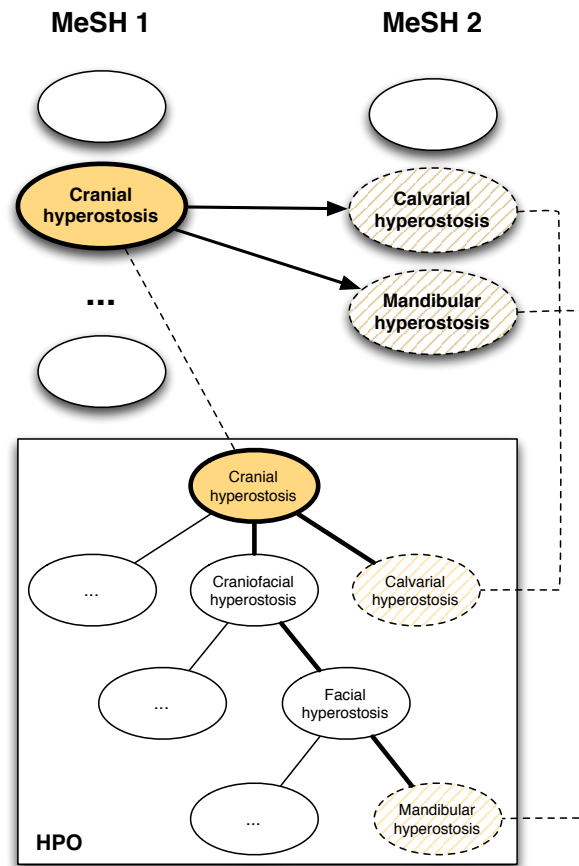 MeSH 1
MeSH 2
Cranial
hyperostosis
Calvarial
hyperostosis
Mandibular
hyperostosis
...
Cranial
hyperostosis
...
Craniofacial
hyperostosis
Calvarial
hyperostosis
...
Facial
hyperostosis
...
Mandibular
hyperostosis
HPO